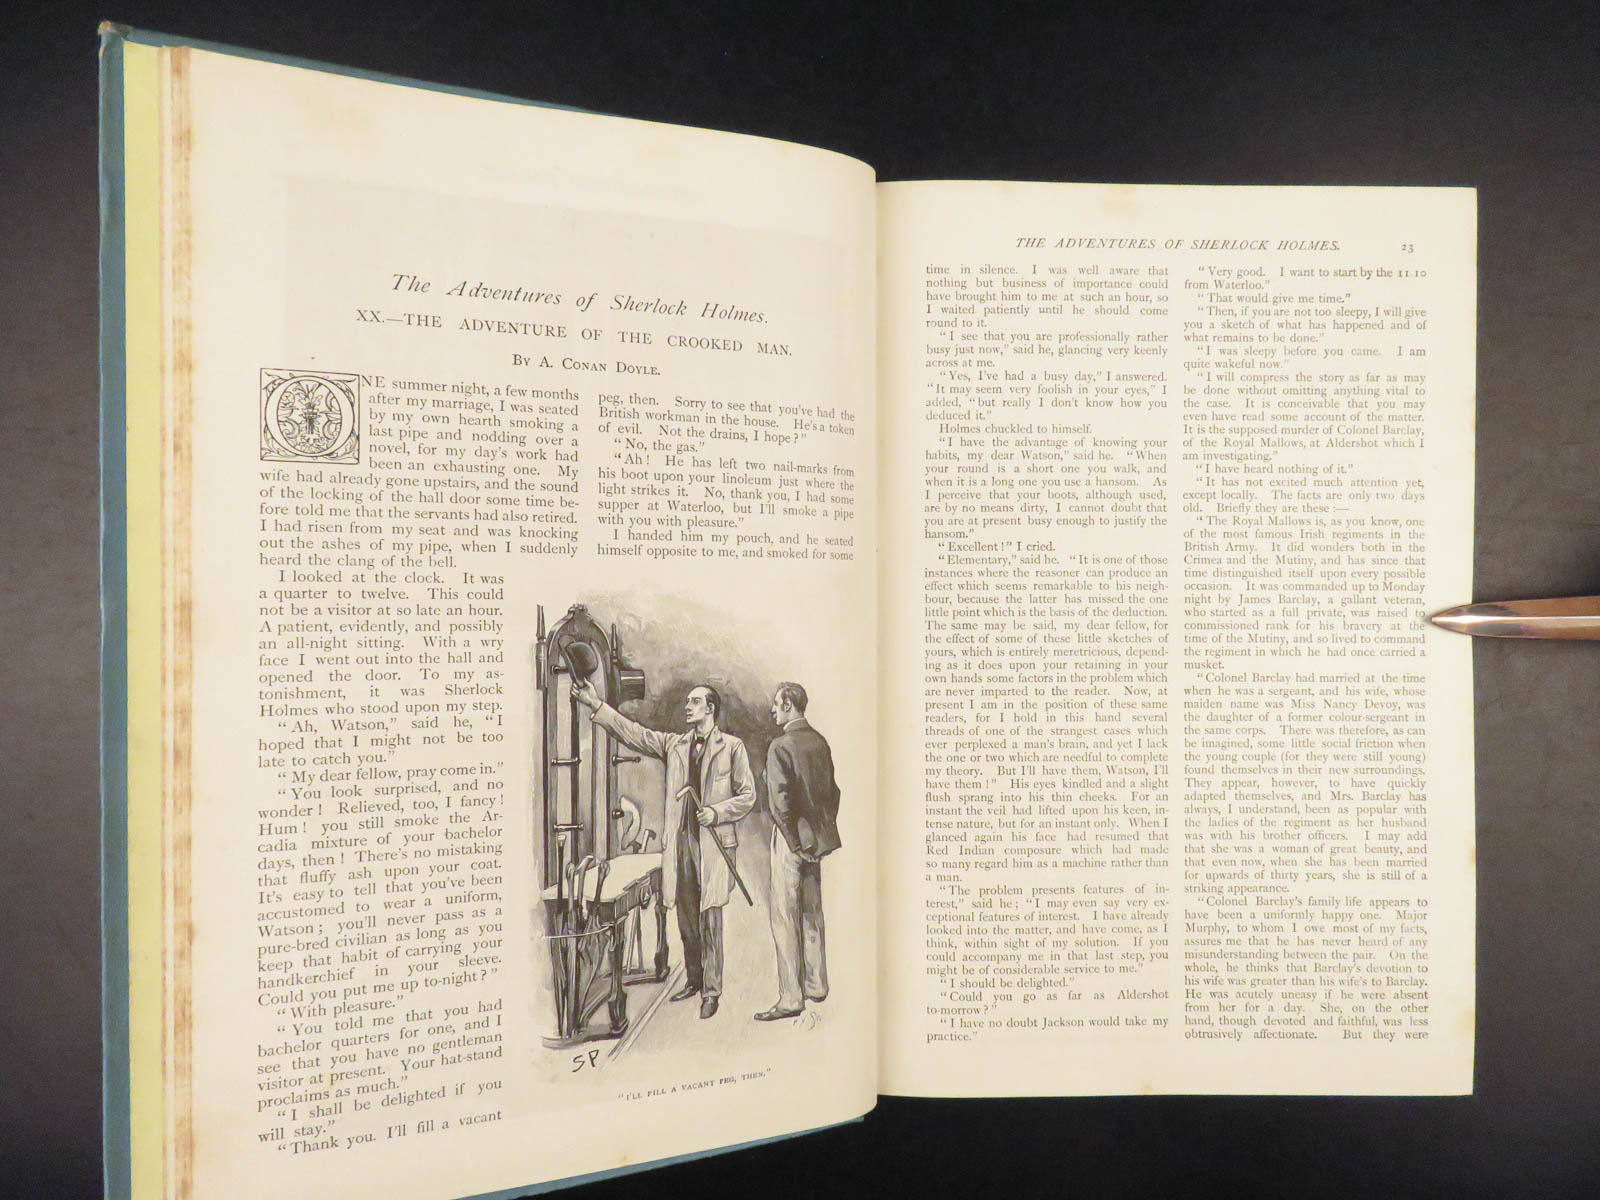 The Adventures of Sherlock Holmes.
XX.—THE ADVENTURE OF THE CROOKED MAN.
By A. Conan Doyle.
ONE summer night, a few months
after my marriage, I was seated
by my own hearth smoking a
last pipe and nodding over a
novel, for my day's work had
been an exhausting one. My
wife had already gone upstairs, and the sound
of the locking of the hall door some time be-
fore told me that the servants had also retired.
I had risen from my seat and was knocking
out the ashes of my pipe, when I suddenly
heard the clang of the bell.
I looked at the clock. It was
a quarter to twelve. This could
not be a visitor at so late an hour.
A patient, evidently, and possibly
an all-night sitting. With a wry
face I went out into the hall and
opened the door. To my as-
tonishment, it was Sherlock
Holmes who stood upon my step.
"Ah, Watson," said he, "I
hoped that I might not be too
late to catch you."
"My dear fellow, pray come in."
"You look surprised, and no
wonder! Relieved, too, I fancy!
Hum! you still smoke the Ar-
cadia mixture of your bachelor
days, then! There's no mistaking
that fluffy ash upon your coat.
It's easy to tell that you've been
accustomed to wear a uniform,
Watson; you'll never pass as a
pure-bred civilian as long as you
keep that habit of carrying your
handkerchief in your sleeve.
Could you put me up to-night?"
"With pleasure."
"You told me that you had
bachelor quarters for one, and I
see that you have no gentleman
visitor at present. Your hat-stand
proclaims as much."
"I shall be delighted if you
will stay."
"Thank you. I'll fill a vacant
peg, then. Sorry to see that you've had the
British workman in the house. He's a token
of evil. Not the drains, I hope?"
"No, the gas."
"Ah! He has left two nail-marks from
his boot upon your linoleum just where the
light strikes it. No, thank you, I had some
supper at Waterloo, but I'll smoke a pipe
with you with pleasure."
I handed him my pouch, and he seated
himself opposite to me, and smoked for some
SP
"I'LL FILL A VACANT PEG, THEN."
THE ADVENTURES OF SHERLOCK HOLMES. 23
time in silence. I was well aware that
nothing but business of importance could
have brought him to me at such an hour, so
I waited patiently until he should come
round to it.
"I see that you are professionally rather
busy just now," said he, glancing very keenly
across at me.
"Yes, I've had a busy day," I answered.
"It may seem very foolish in your eyes," I
added, "but really I don't know how you
deduced it."
Holmes chuckled to himself.
"I have the advantage of knowing your
habits, my dear Watson," said he. "When
your round is a short one you walk, and
when it is a long one you use a hansom. As
I perceive that your boots, although used,
are by no means dirty, I cannot doubt that
you are at present busy enough to justify the
hansom."
"Excellent!" I cried.
"Elementary," said he. "It is one of those
instances where the reasoner can produce an
effect which seems remarkable to his neigh-
bour, because the latter has missed the one
little point which is the basis of the deduction.
The same may be said, my dear fellow, for
the effect of some of these little sketches of
yours, which is entirely meretricious, depend-
ing as it does upon your retaining in your
own hands some factors in the problem which
are never imparted to the reader. Now, at
present I am in the position of these same
readers, for I hold in this hand several
threads of one of the strangest cases which
ever perplexed a man's brain, and yet I lack
the one or two which are needful to complete
my theory. But I'll have them, Watson, I'll
have them!" His eyes kindled and a slight
flush sprang into his thin cheeks. For an
instant the veil had lifted upon his keen, in-
tense nature, but for an instant only. When I
glanced again his face had resumed that
Red Indian composure which had made
so many regard him as a machine rather than
a man.
"The problem presents features of in-
terest," said he; "I may even say very ex-
ceptional features of interest. I have already
looked into the matter, and have come, as I
think, within sight of my solution. If you
could accompany me in that last step, you
might be of considerable service to me."
"I should be delighted."
"Could you go as far as Aldershot
to-morrow?"
"I have no doubt Jackson would take my
practice."
"Very good. I want to start by the 11.10
from Waterloo."
"That would give me time."
"Then, if you are not too sleepy, I will give
you a sketch of what has happened and of
what remains to be done."
"I was sleepy before you came. I am
quite wakeful now."
"I will compress the story as far as may
be done without omitting anything vital to
the case. It is conceivable that you may
even have read some account of the matter.
It is the supposed murder of Colonel Barclay,
of the Royal Mallows, at Aldershot which I
am investigating."
"I have heard nothing of it."
"It has not excited much attention yet,
except locally. The facts are only two days
old. Briefly they are these:—
"The Royal Mallows is, as you know, one
of the most famous Irish regiments in the
British Army. It did wonders both in the
Crimea and the Mutiny, and has since that
time distinguished itself upon every possible
occasion. It was commanded up to Monday
night by James Barclay, a gallant veteran,
who started as a full private, was raised to
commissioned rank for his bravery at the
time of the Mutiny, and so lived to command
the regiment in which he had once carried a
musket.
"Colonel Barclay had married at the time
when he was a sergeant, and his wife, whose
maiden name was Miss Nancy Devoy, was
the daughter of a former colour-sergeant in
the same corps. There was therefore, as can
be imagined, some little social friction when
the young couple (for they were still young)
found themselves in their new surroundings.
They appear, however, to have quickly
adapted themselves, and Mrs. Barclay has
always, I understand, been as popular with
the ladies of the regiment as her husband
was with his brother officers. I may add
that she was a woman of great beauty, and
that even now, when she has been married
for upwards of thirty years, she is still of a
striking appearance.
"Colonel Barclay's family life appears to
have been a uniformly happy one. Major
Murphy, to whom I owe most of my facts,
assures me that he has never heard of any
misunderstanding between the pair. On the
whole, he thinks that Barclay's devotion to
his wife was greater than his wife's to Barclay.
He was acutely uneasy if he were absent
from her for a day. She, on the other
hand, though devoted and faithful, was less
obtrusively affectionate. But they were